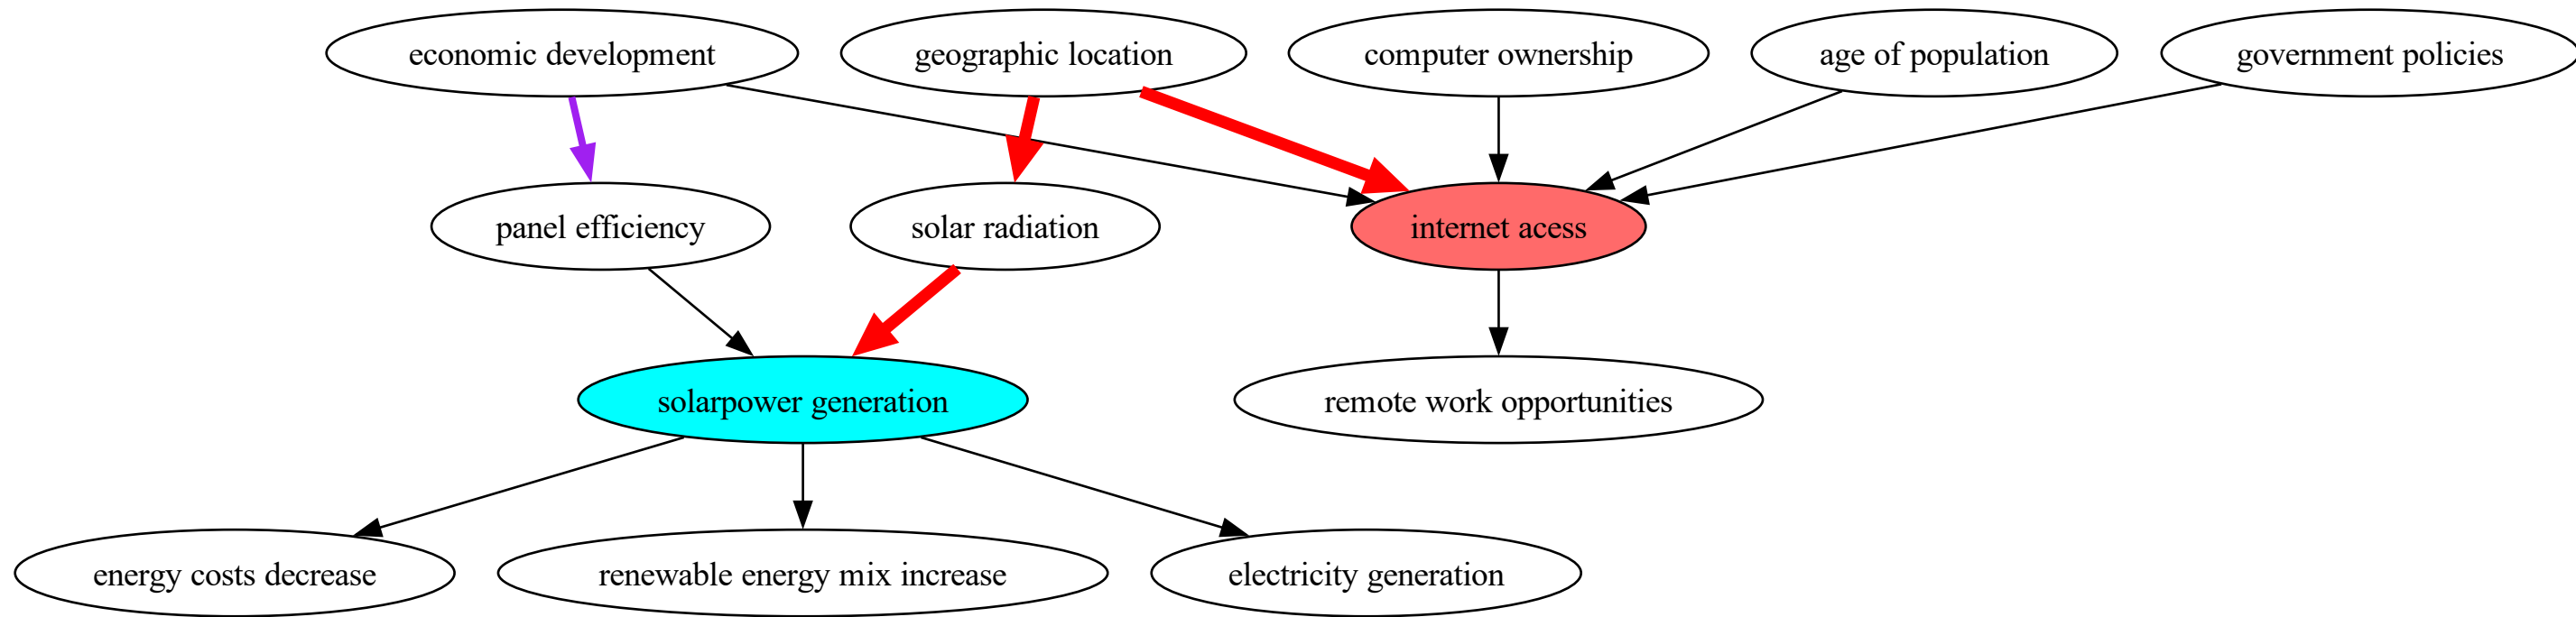 economic development
geographic location
computer ownership
age of population
government policies
panel efficiency
solar radiation
internet acess
solarpower generation
remote work opportunities
energy costs decrease
renewable energy mix increase
electricity generation